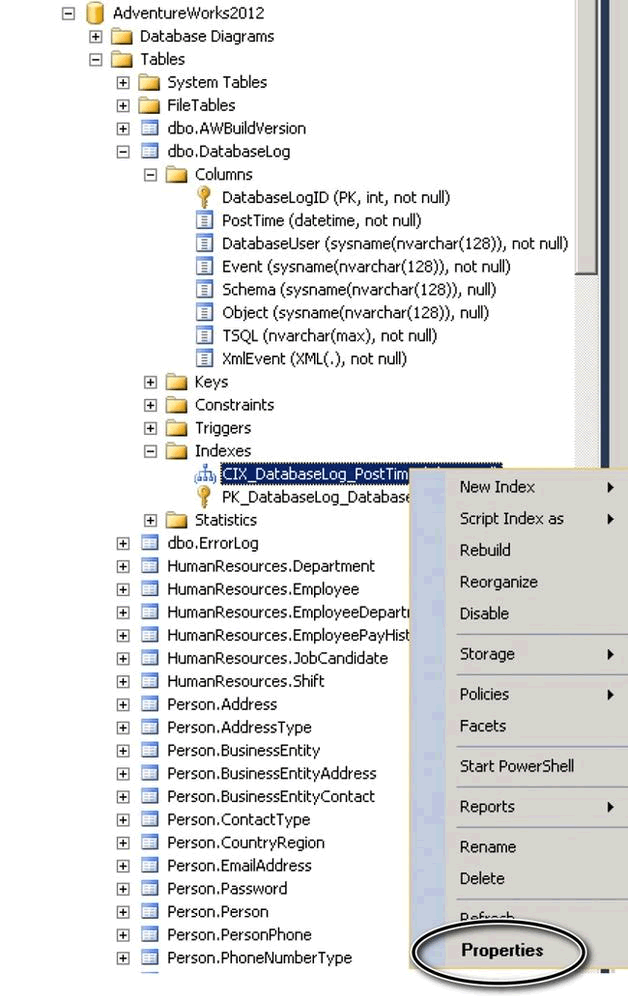 AdventureWorks2012
Database Diagrams
Tables
System Tables
FileTables
dbo.AWBuildVersion
dbo.DatabaseLog
Columns
DatabaseLogID (PK, int, not null)
PostTime (datetime, not null)
DatabaseUser (sysname(nvarchar(128)), not null)
Event (sysname(nvarchar(128)), not null)
Schema (sysname(nvarchar(128)), null)
Object (sysname(nvarchar(128)), null)
TSQL (nvarchar(max), not null)
XmlEvent (XML(.), not null)
Keys
Constraints
Triggers
Indexes
CIX_DatabaseLog_PostTim
PK_DatabaseLog_Database
Statistics
dbo.ErrorLog
HumanResources.Department
HumanResources.Employee
HumanResources.EmployeeDepart
HumanResources.EmployeePayHist
HumanResources.JobCandidate
HumanResources.Shift
Person.Address
Person.AddressType
Person.BusinessEntity
Person.BusinessEntityAddress
Person.BusinessEntityContact
Person.ContactType
Person.CountryRegion
Person.EmailAddress
Person.Password
Person.Person
Person.PersonPhone
Person.PhoneNumberType
New Index
Script Index as
Rebuild
Reorganize
Disable
Storage
Policies
Facets
Start PowerShell
Reports
Rename
Delete
Refresh
Properties